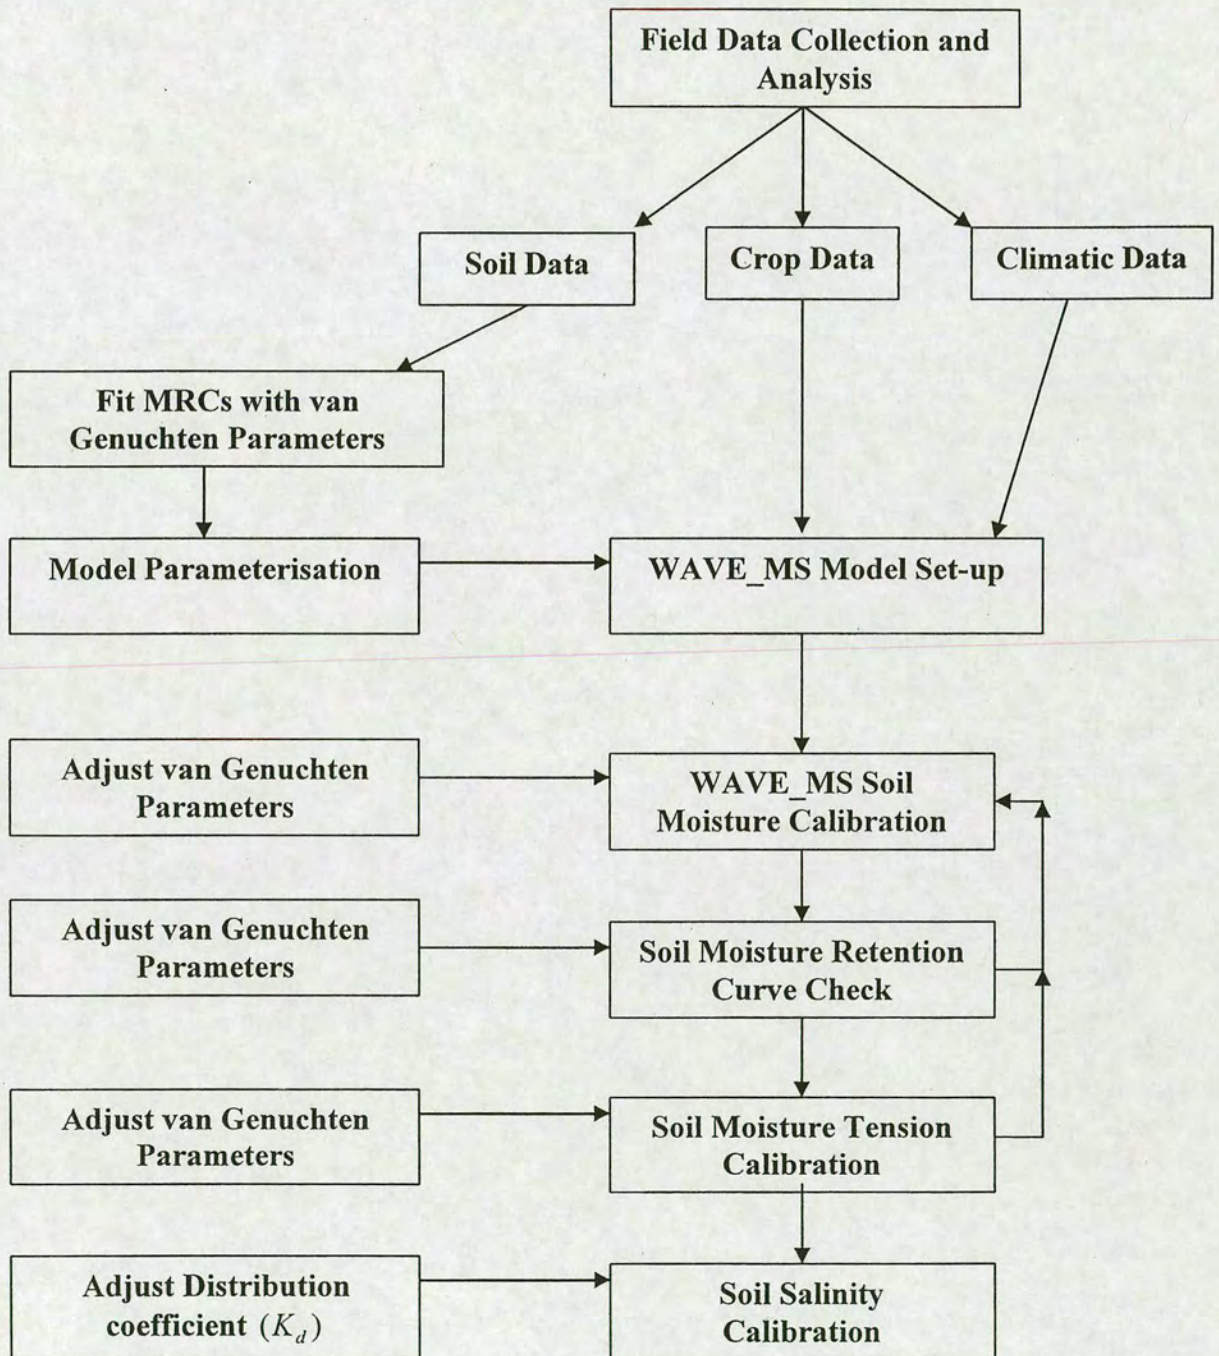 Field Data Collection and
Analysis
Soil Data
Crop Data
Climatic Data
Fit MRCs with van
Genuchten Parameters
Model Parameterisation
WAVE_MS Model Set-up
Adjust van Genuchten
Parameters
WAVE_MS Soil
Moisture Calibration
Adjust van Genuchten
Parameters
Soil Moisture Retention
Curve Check
Adjust van Genuchten
Parameters
Soil Moisture Tension
Calibration
Adjust Distribution
coefficient (K_d)
Soil Salinity
Calibration